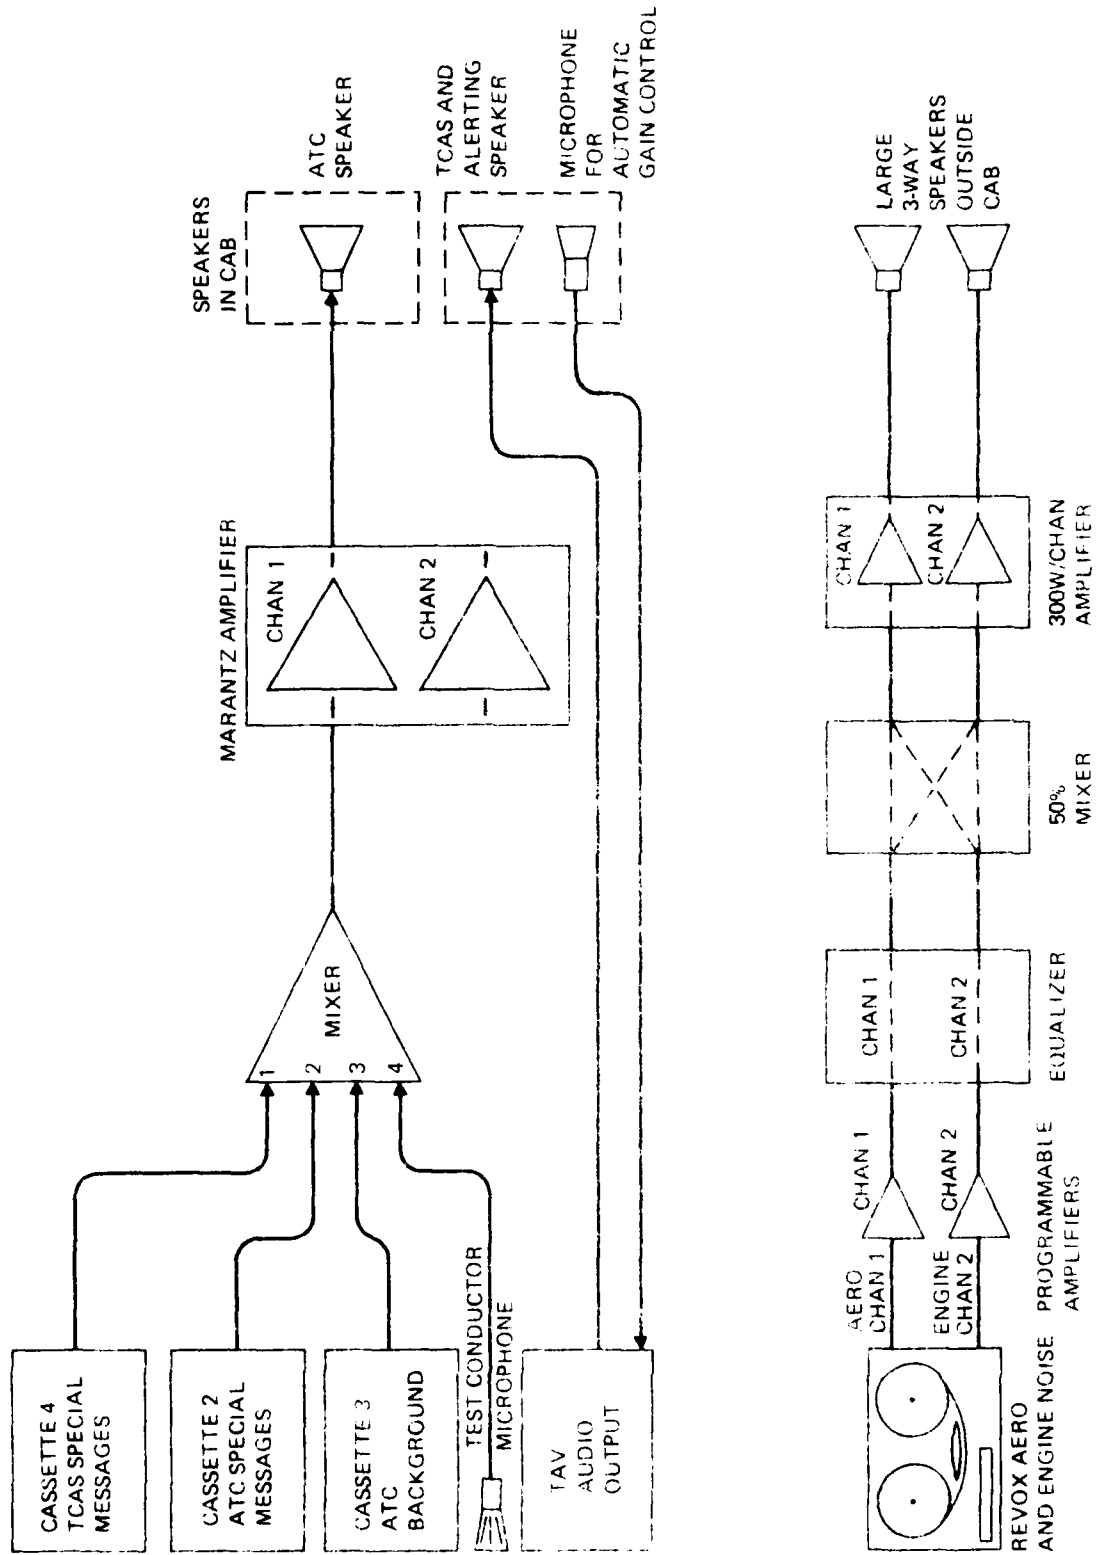 CASSETTE 4
TCAS SPECIAL
MESSAGES
CASSETTE 2
ATC SPECIAL
MESSAGES
CASSETTE 3
ATC
BACKGROUND
TEST CONDUCTOR
MICROPHONE
TAV
AUDIO
OUTPUT
1
2
3
4
MIXER
MARANTZ AMPLIFIER
CHAN 1
CHAN 2
SPEAKERS
IN CAB
ATC
SPEAKER
TCAS AND
ALERTING
SPEAKER
MICROPHONE
FOR
AUTOMATIC
GAIN CONTROL
REVOX AERO
AND ENGINE NOISE
AERO
CHAN 1
ENGINE
CHAN 2
CHAN 1
CHAN 2
PROGRAMMABLE
AMPLIFIERS
CHAN 1
CHAN 2
EQUALIZER
50%
MIXER
CHAN 1
CHAN 2
300W/CHAN
AMPLIFIER
LARGE
3-WAY
SPEAKERS
OUTSIDE
CAB